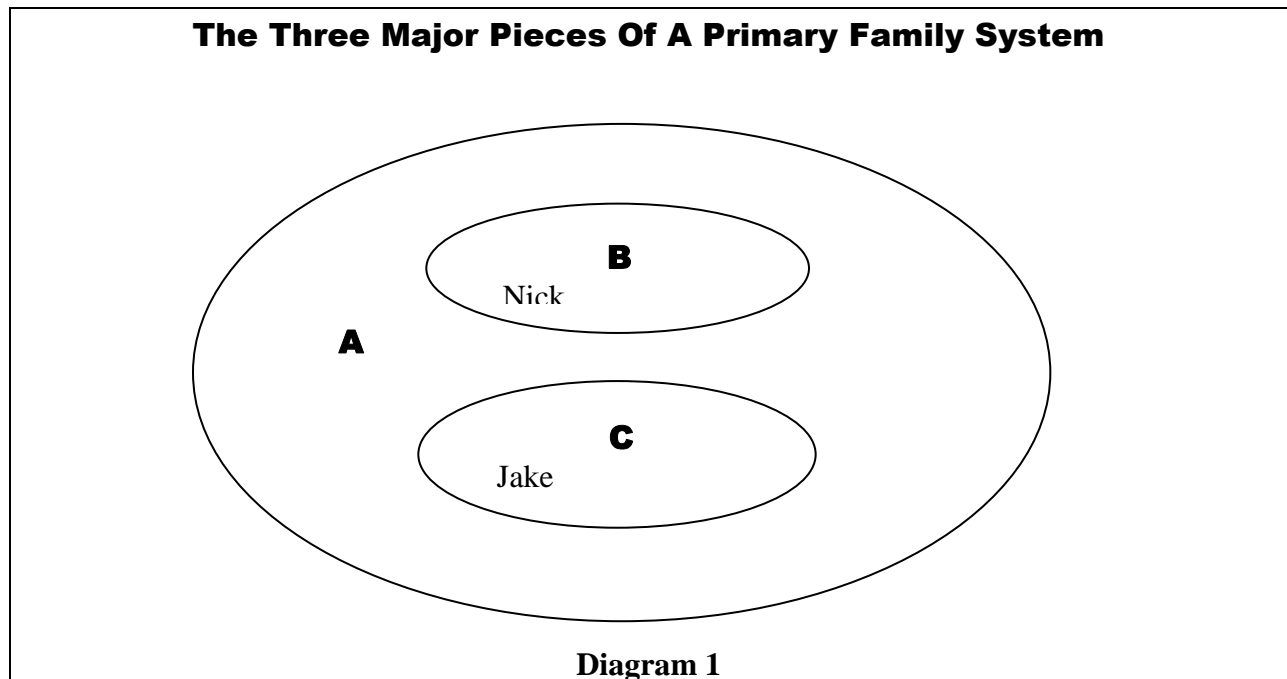 The Three Major Pieces Of A Primary Family System
B
Nick
A
C
Jake
Diagram 1